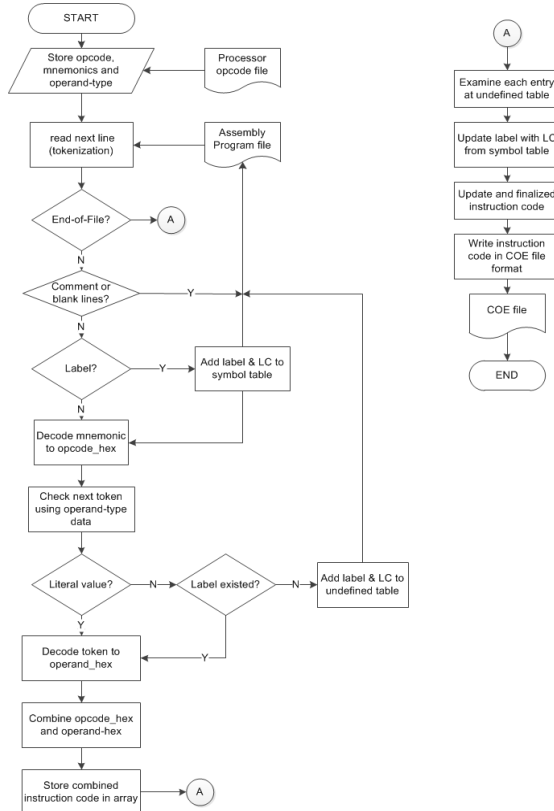 START
Store opcode,
mnemonics and
operand-type
Processor
opcode file
read next line
(tokenization)
Assembly
Program file
End-of-File?
A
N
Comment or
blank lines?
Y
N
Label?
Y
Add label & LC to
symbol table
N
Decode mnemonic
to opcode_hex
Check next token
using operand-type
data
Literal value?
N
Label existed?
N
Add label & LC to
undefined table
Y
Y
Decode token to
operand_hex
Combine opcode_hex
and operand-hex
Store combined
instruction code in array
A
A
Examine each entry
at undefined table
Update label with LC
from symbol table
Update and finalized
instruction code
Write instruction
code in COE file
format
COE file
END